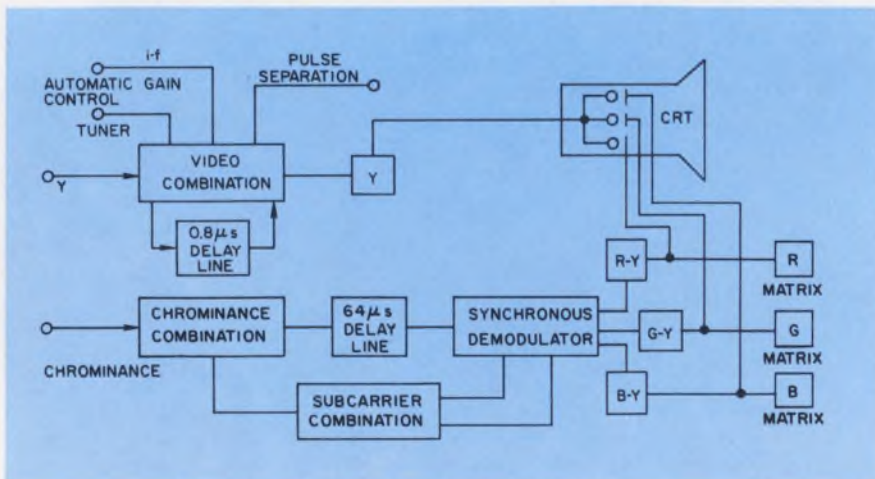 i-f
AUTOMATIC GAIN
CONTROL
TUNER
PULSE
SEPARATION
CRT
Y
VIDEO
COMBINATION
Y
0.8μs
DELAY
LINE
R-Y
R
MATRIX
CHROMINANCE
CHROMINANCE
COMBINATION
64μs
DELAY
LINE
SYNCHRONOUS
DEMODULATOR
G-Y
G
MATRIX
SUBCARRIER
COMBINATION
B-Y
B
MATRIX